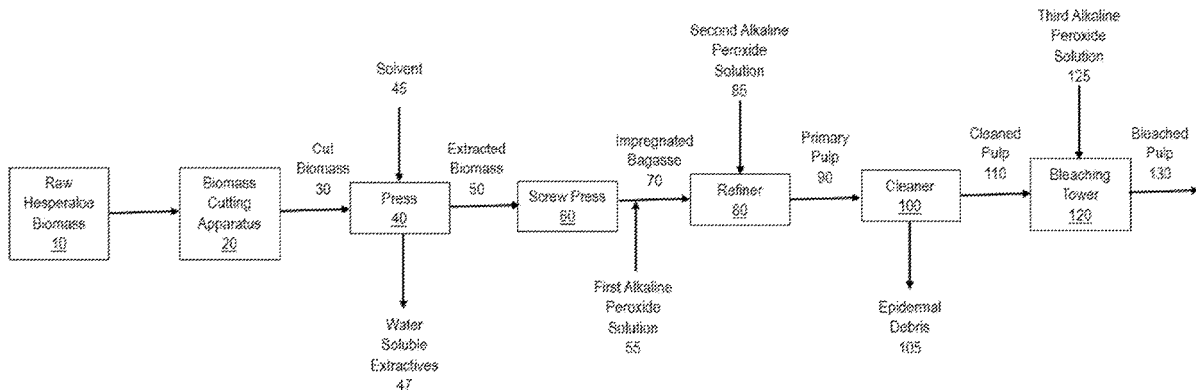 Raw
Hesperaloe
Biomass
10
Biomass
Cutting
Apparatus
20
Cut
Biomass
30
Solvent
45
Press
40
Water
Soluble
Extractives
47
Extracted
Biomass
50
Screw Press
60
First Alkaline
Peroxide
Solution
55
Impregnated
Bagasse
70
Second Alkaline
Peroxide
Solution
85
Refiner
80
Primary
Pulp
90
Cleaner
100
Epidermal
Debris
105
Cleaned
Pulp
110
Third Alkaline
Peroxide
Solution
125
Bleaching
Tower
120
Bleached
Pulp
130